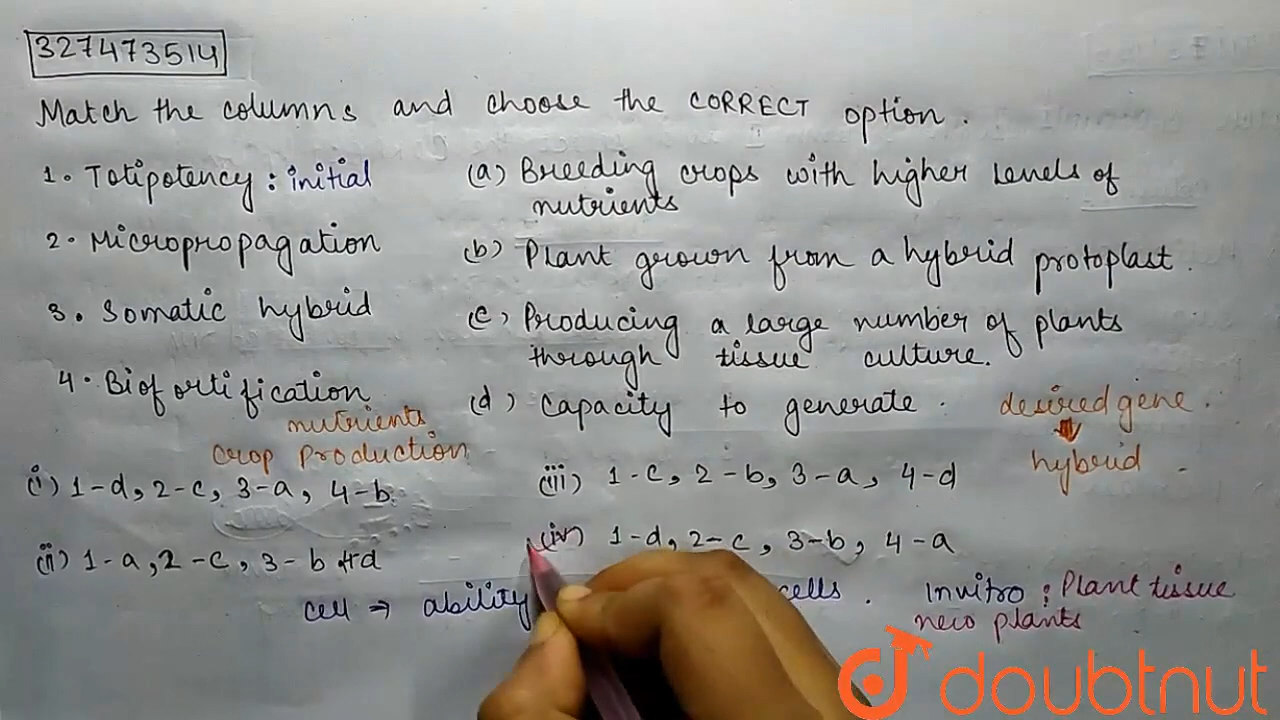 327473514
Match the columns and choose the CORRECT option.
1. Totipotency : initial
(a) Breeding crops with higher levels of
nutrients
2. Micropropagation
(b) Plant grown from a hybrid protoplast.
3. Somatic hybrid
(c) Producing a large number of plants
through tissue culture.
4. Biofortification
(d) Capacity to generate.
nutrients
crop production
desired gene.
hybrid
(i) 1-d, 2-c, 3-a, 4-b.
(iii) 1-c, 2-b, 3-a, 4-d
(ii) 1-a, 2-c, 3-b 4-d
(iv) 1-d, 2-c, 3-b, 4-a
cell ⇒ ability cells.
Invitro : Plant tissue
new plants
doubtnut